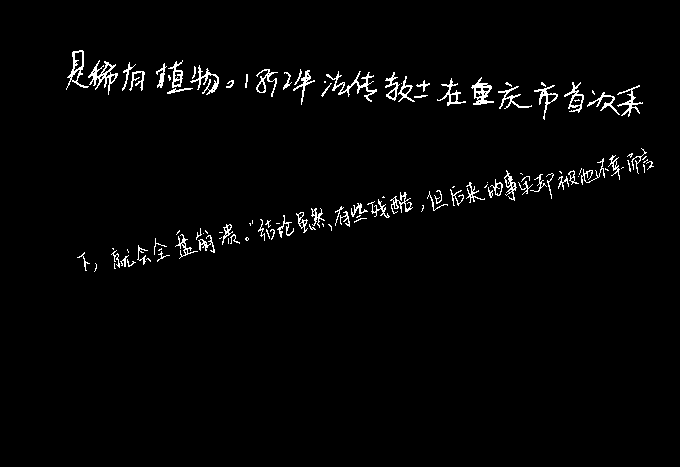 是稀有植物。1892年法传教士在重庆市首次采
下，就会全盘崩溃。"结论虽然有些残酷，但后来的事实却被他不幸而言